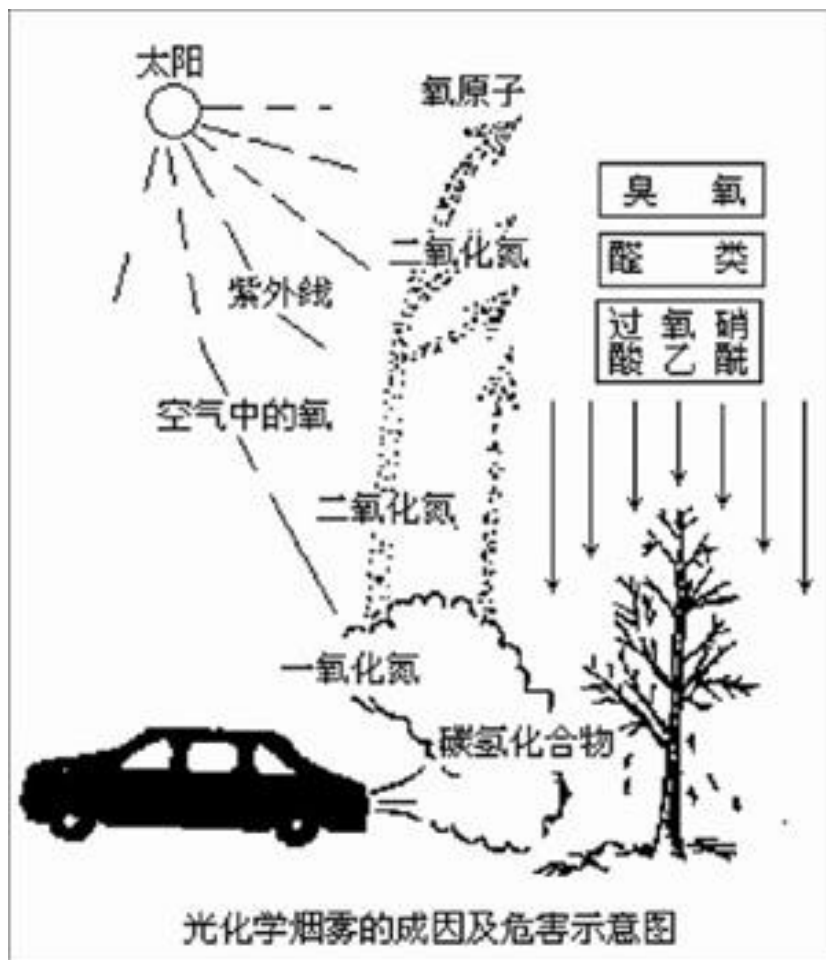 太阳
氧原子
臭 氧
二氧化氮
醛 类
紫外线
过 氧 硝
酸 乙 酰
空气中的氧
二氧化氮
一氧化氮
碳氢化合物
光化学烟雾的成因及危害示意图